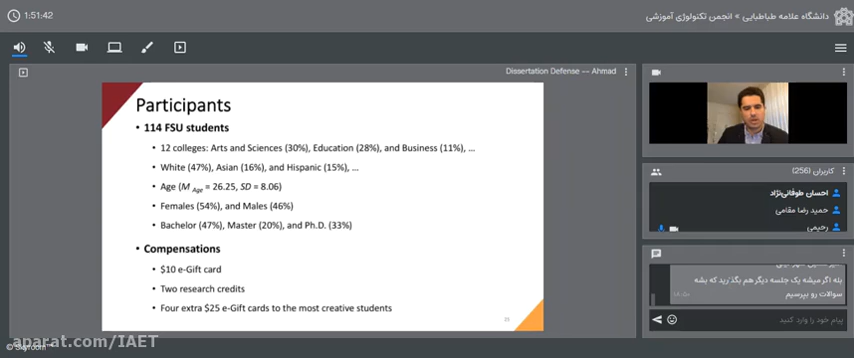 1:51:42
دانشگاه علامه طباطبایی » انجمن تکنولوژی آموزشی
Dissertation Defense -- Ahmad
Participants
• 114 FSU students
• 12 colleges: Arts and Sciences (30%), Education (28%), and Business (11%), …
• White (47%), Asian (16%), and Hispanic (15%), …
• Age (M Age = 26.25, SD = 8.06)
• Females (54%), and Males (46%)
• Bachelor (47%), Master (20%), and Ph.D. (33%)
• Compensations
• $10 e-Gift card
• Two research credits
• Four extra $25 e-Gift cards to the most creative students
کاربران (256)
احسان طوفانی‌نژاد
حمید رضا مقامی
رحیمی
بله اگر میشه یک جلسه دیگر هم بگذارید که بشه
سوالات رو بپرسیم
پیام خود را وارد کنید
aparat.com/IAET